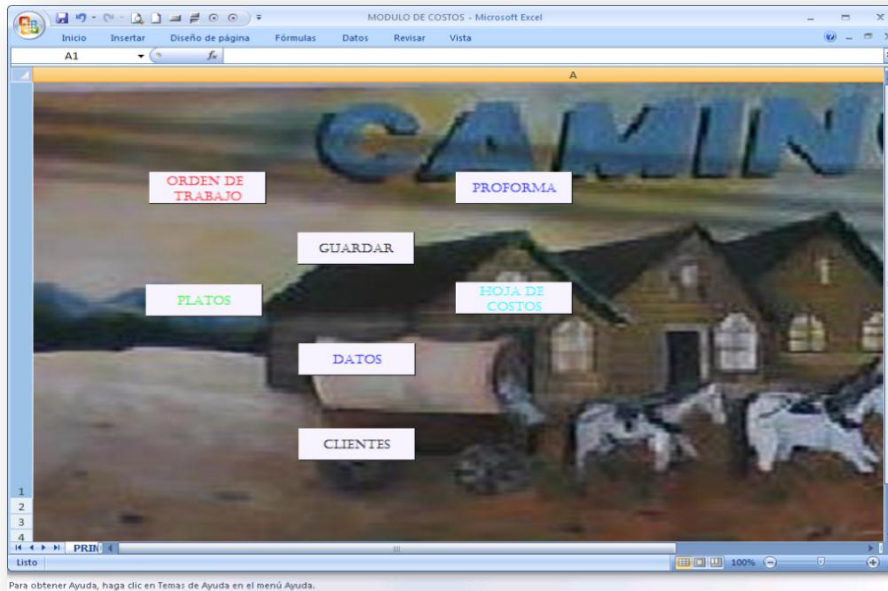 MODULO DE COSTOS - Microsoft Excel
Inicio Insertar Diseño de página Fórmulas Datos Revisar Vista
A1 fx
A
CAMIN
ORDEN DE
TRABAJO
PROFORMA
GUARDAR
PLATOS
HOJA DE
COSTOS
DATOS
CLIENTES
1
2
3
4
PRIN
Listo 100%
Para obtener Ayuda, haga clic en Temas de Ayuda en el menú Ayuda.